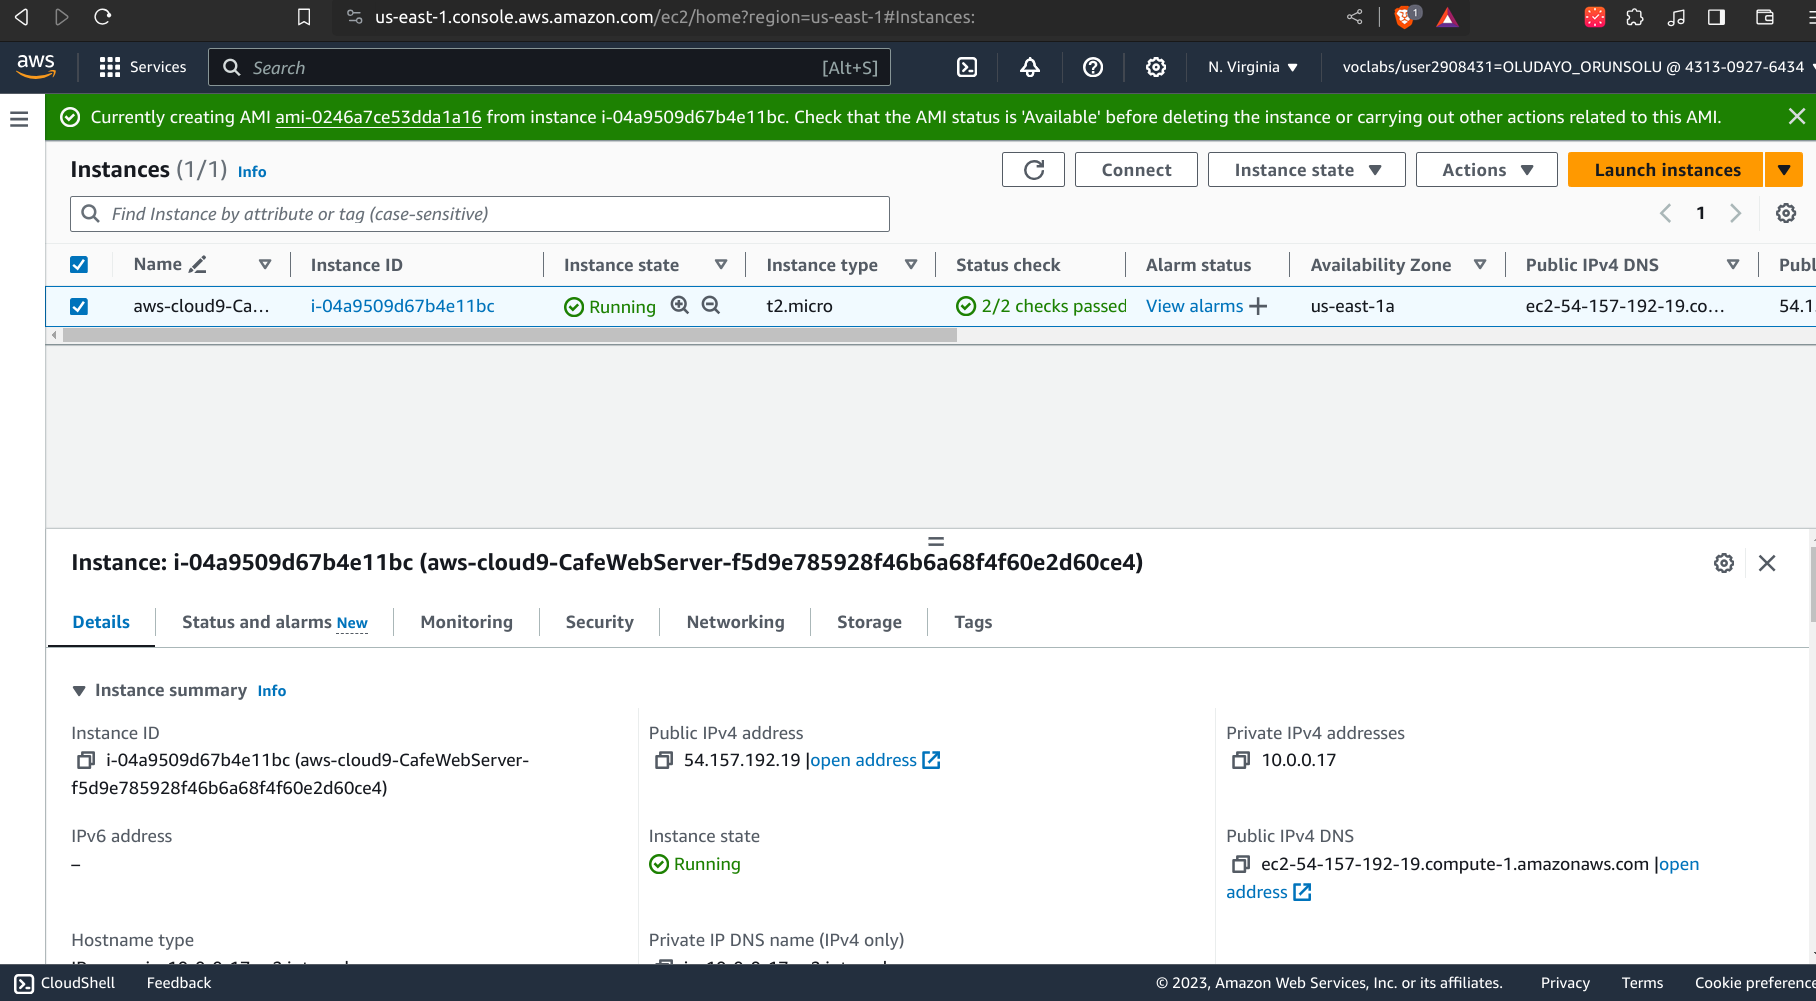 us-east-1.console.aws.amazon.com/ec2/home?region=us-east-1#Instances:
1
aws
Services
Search
[Alt+S]
N. Virginia
voclabs/user2908431=OLUDAYO_ORUNSOLU @ 4313-0927-6434
Currently creating AMI ami-0246a7ce53dda1a16 from instance i-04a9509d67b4e11bc. Check that the AMI status is 'Available' before deleting the instance or carrying out other actions related to this AMI.
Instances (1/1) Info
Connect
Instance state
Actions
Launch instances
Find Instance by attribute or tag (case-sensitive)
1
Name Instance ID Instance state Instance type Status check Alarm status Availability Zone Public IPv4 DNS Publ
aws-cloud9-Ca... i-04a9509d67b4e11bc Running t2.micro 2/2 checks passed View alarms us-east-1a ec2-54-157-192-19.co... 54.1
Instance: i-04a9509d67b4e11bc (aws-cloud9-CafeWebServer-f5d9e785928f46b6a68f4f60e2d60ce4)
Details Status and alarms New Monitoring Security Networking Storage Tags
Instance summary Info
Instance ID
i-04a9509d67b4e11bc (aws-cloud9-CafeWebServer-
f5d9e785928f46b6a68f4f60e2d60ce4)
Public IPv4 address
54.157.192.19 |open address
Private IPv4 addresses
10.0.0.17
IPv6 address
–
Instance state
Running
Public IPv4 DNS
ec2-54-157-192-19.compute-1.amazonaws.com |open
address
Hostname type
Private IP DNS name (IPv4 only)
CloudShell
Feedback
© 2023, Amazon Web Services, Inc. or its affiliates.
Privacy
Terms
Cookie preference